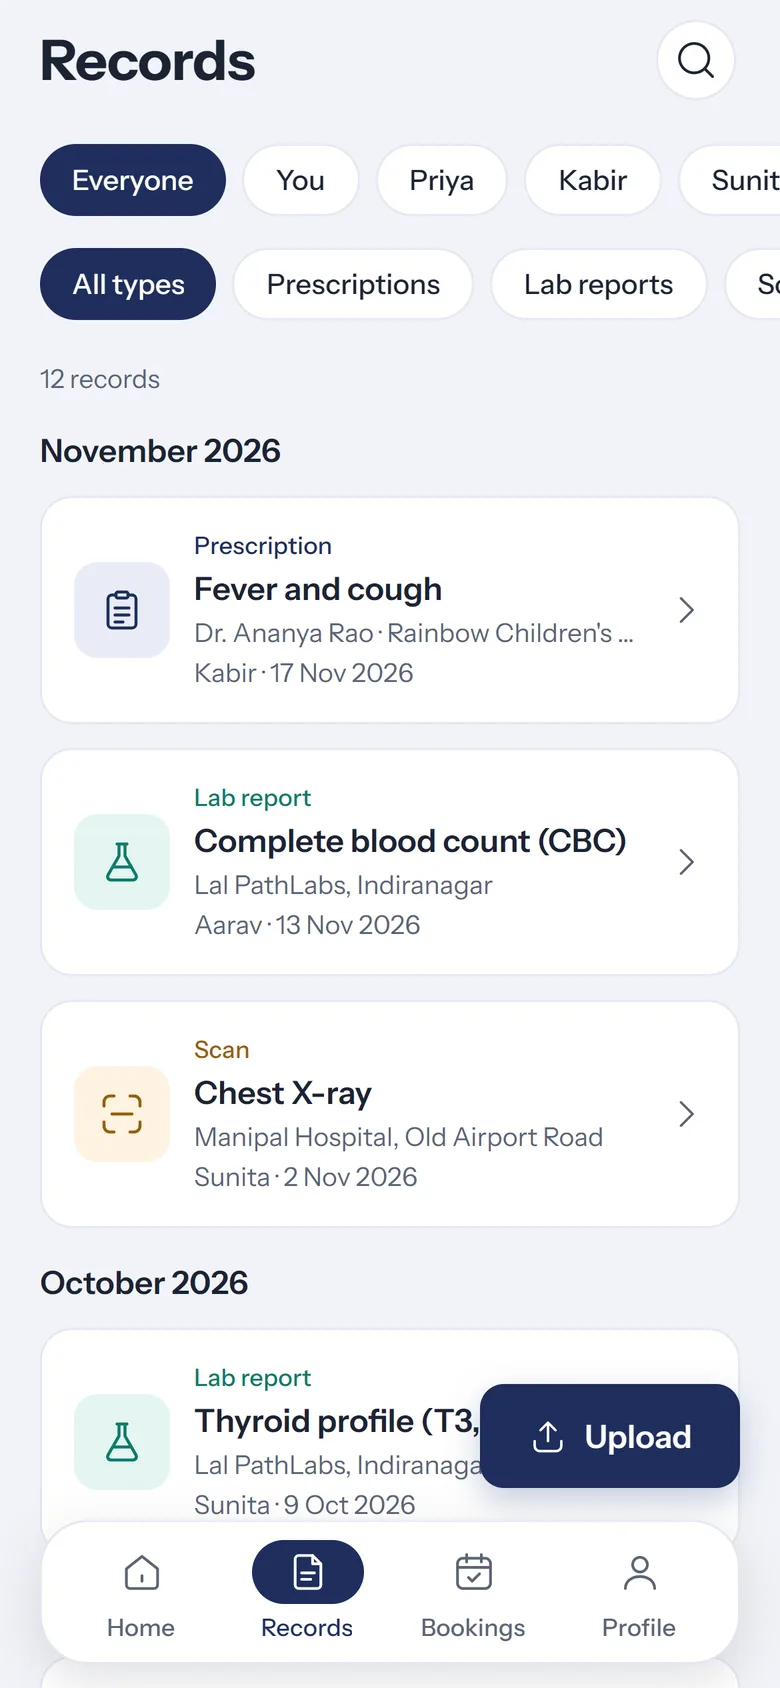 Records
Everyone You Priya Kabir Sunit
All types Prescriptions Lab reports Sc
12 records
November 2026
Prescription
Fever and cough
Dr. Ananya Rao · Rainbow Children's ...
Kabir · 17 Nov 2026
Lab report
Complete blood count (CBC)
Lal PathLabs, Indiranagar
Aarav · 13 Nov 2026
Scan
Chest X-ray
Manipal Hospital, Old Airport Road
Sunita · 2 Nov 2026
October 2026
Lab report
Thyroid profile (T3,
Lal PathLabs, Indiranaga
Upload
Sunita · 9 Oct 2026
Home Records Bookings Profile